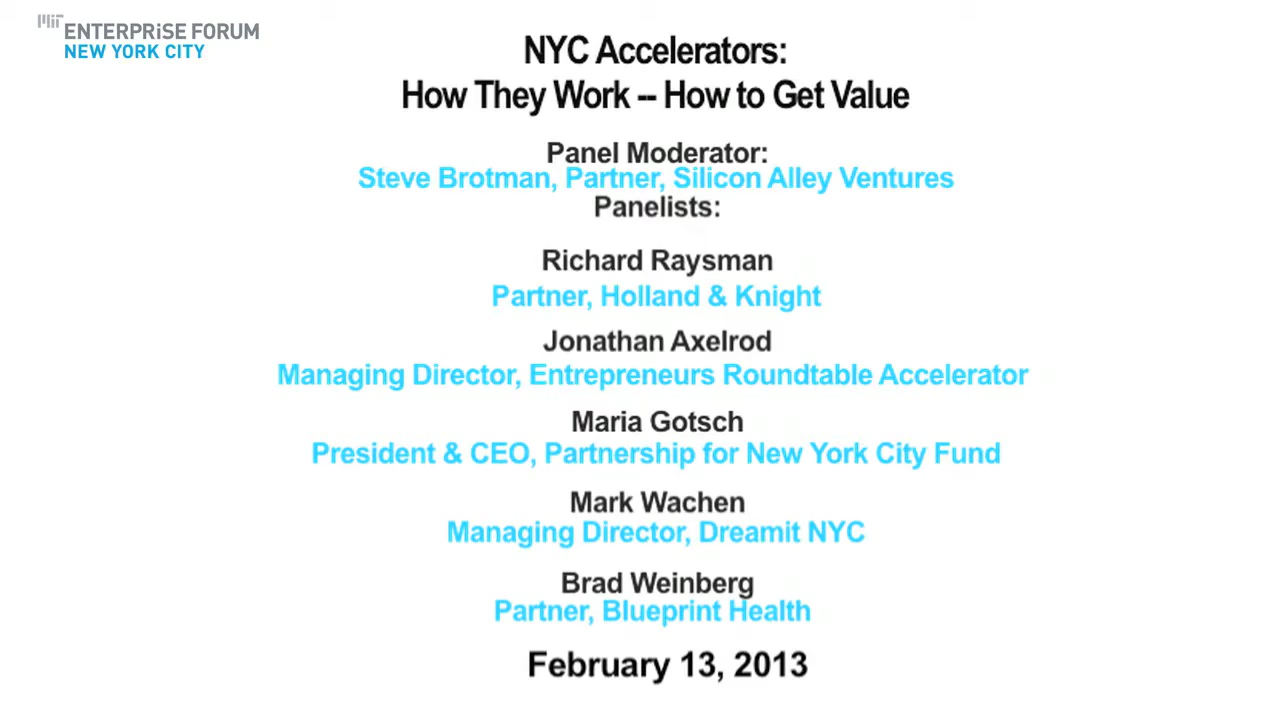 MIT
ENTERPRISE FORUM
NEW YORK CITY
NYC Accelerators:
How They Work -- How to Get Value
Panel Moderator:
Steve Brotman, Partner, Silicon Alley Ventures
Panelists:
Richard Raysman
Partner, Holland & Knight
Jonathan Axelrod
Managing Director, Entrepreneurs Roundtable Accelerator
Maria Gotsch
President & CEO, Partnership for New York City Fund
Mark Wachen
Managing Director, Dreamit NYC
Brad Weinberg
Partner, Blueprint Health
February 13, 2013